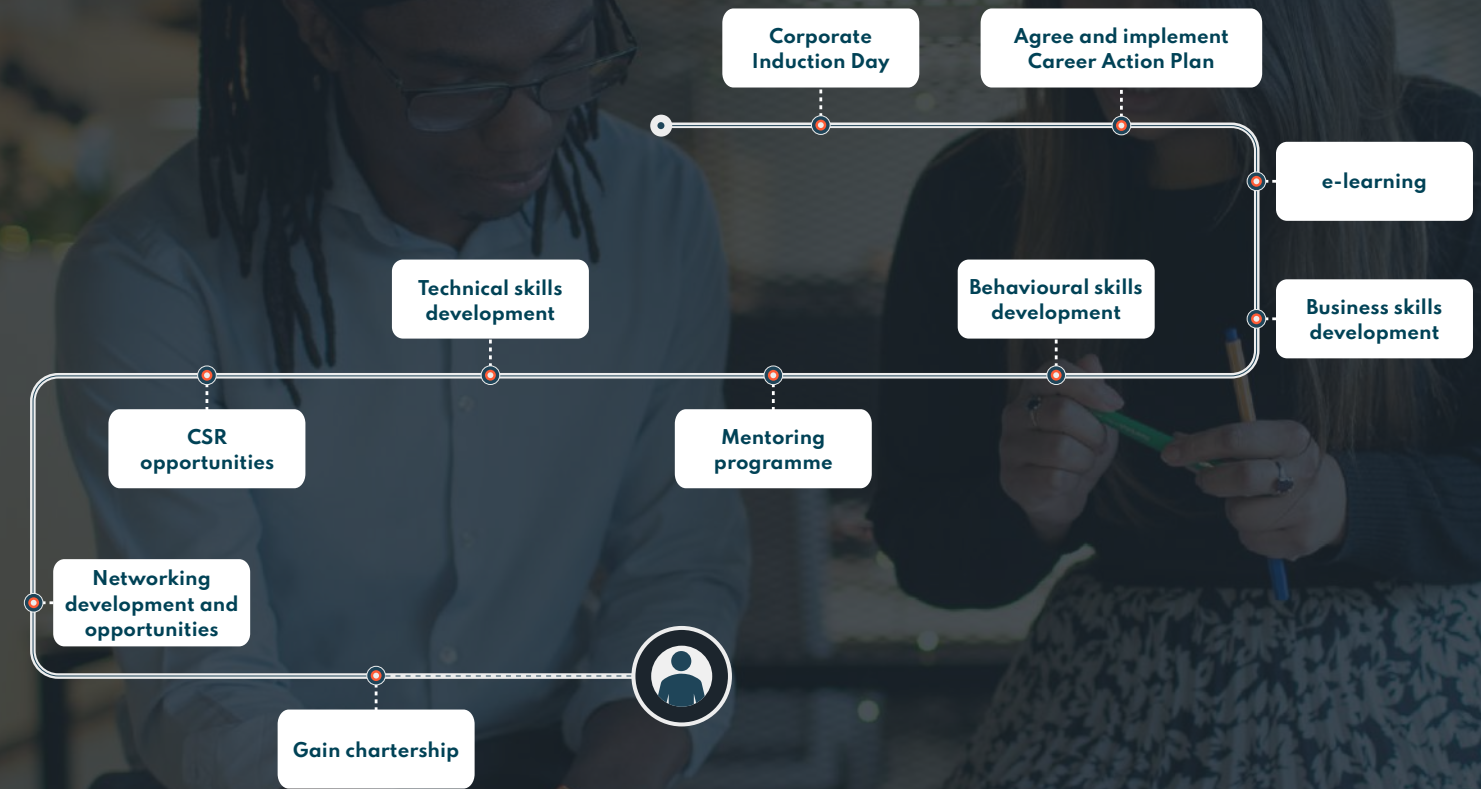 Corporate
Induction Day
Agree and implement
Career Action Plan
e-learning
Business skills
development
Behavioural skills
development
Mentoring
programme
Technical skills
development
CSR
opportunities
Networking
development and
opportunities
Gain chartership